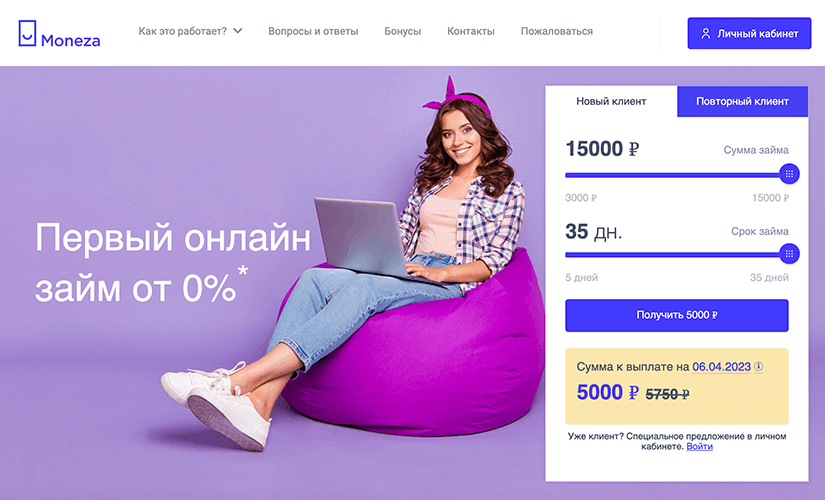 Moneza
Как это работает?
Вопросы и ответы
Бонусы
Контакты
Пожаловаться
Личный кабинет
Первый онлайн
займ от 0%*
Новый клиент
Повторный клиент
15000 ₽
Сумма займа
3000 ₽
15000 ₽
35 ДН.
Срок займа
5 дней
35 дней
Получить 5000 ₽
Сумма к выплате на 06.04.2023
5000 ₽ 5750 ₽
Уже клиент? Специальное предложение в личном
кабинете. Войти